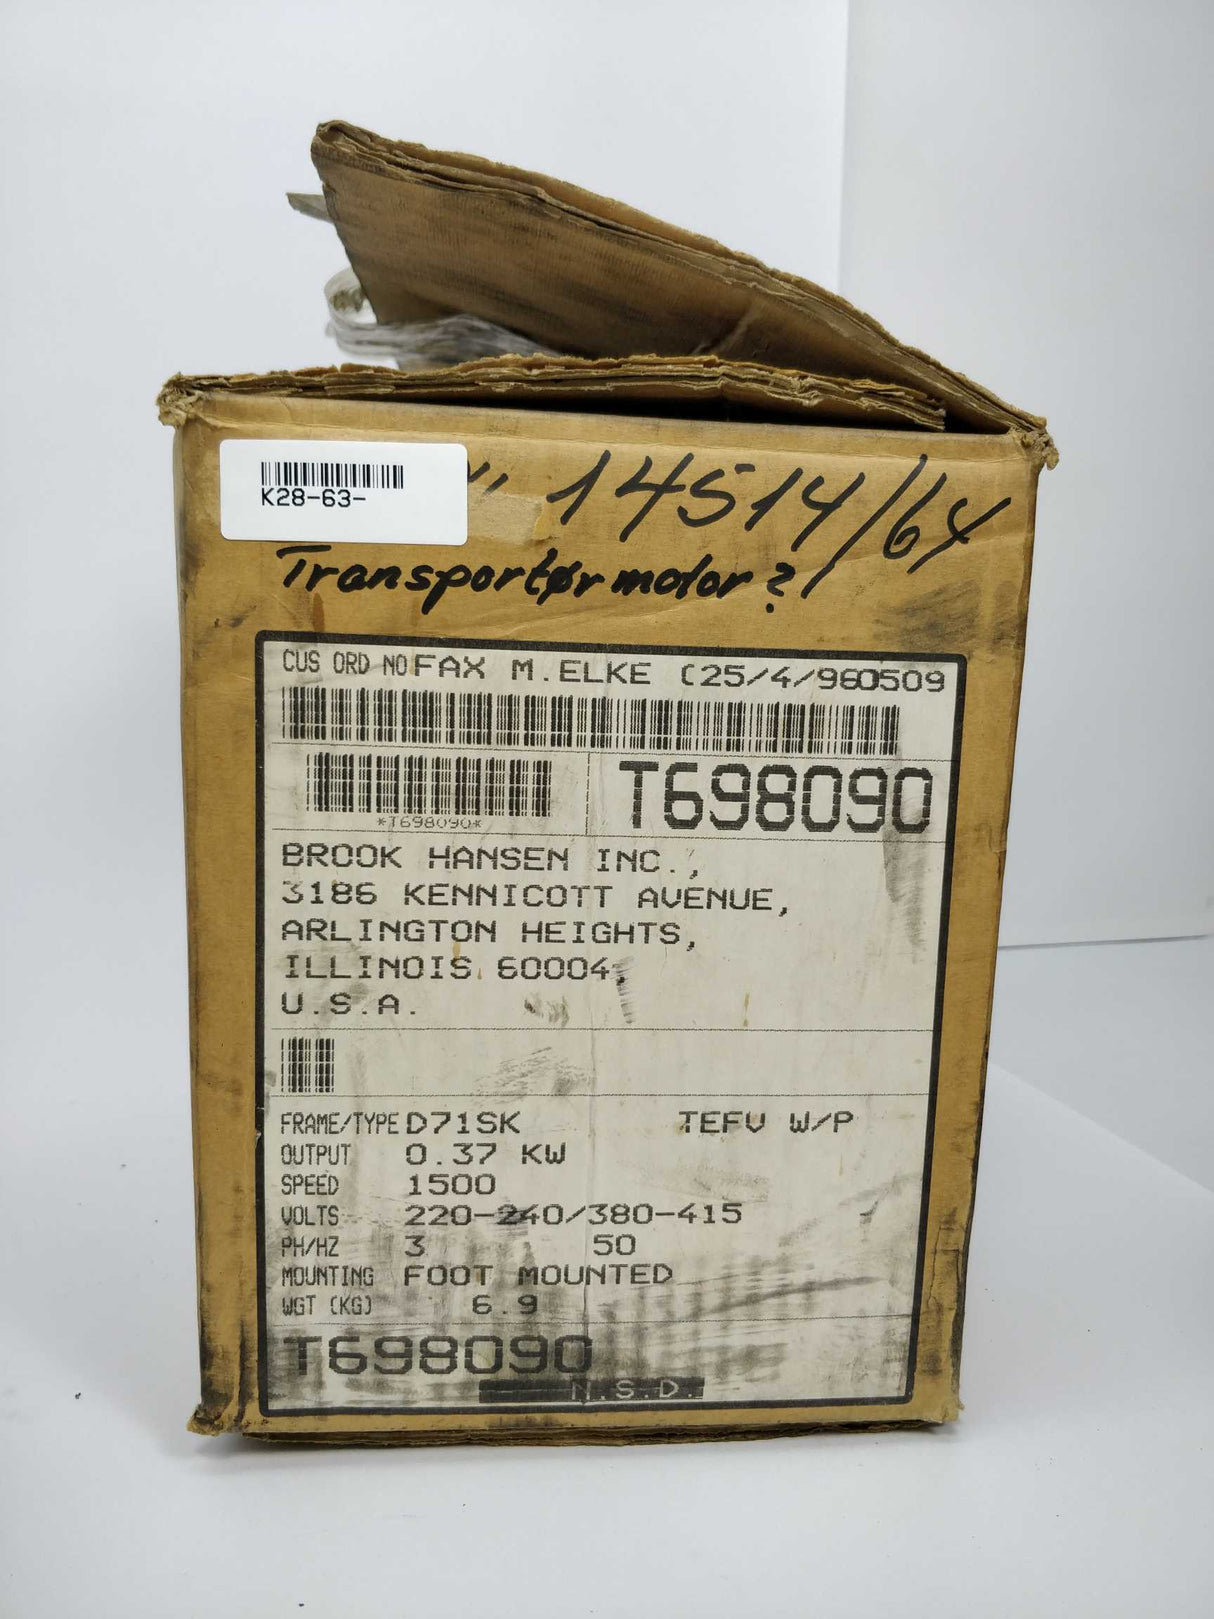 K28-63-
14514/64
Transportør motor?
CUS ORD NO FAX M.ELKE (25/4/960509
*T698090*
T698090
BROOK HANSEN INC.,
3186 KENNICOTT AVENUE,
ARLINGTON HEIGHTS,
ILLINOIS 60004,
U.S.A.
FRAME/TYPE D71SK TEFV W/P
OUTPUT 0.37 KW
SPEED 1500
VOLTS 220-240/380-415
PH/HZ 3 50
MOUNTING FOOT MOUNTED
WGT (KG) 6.9
T698090
N.S.D.